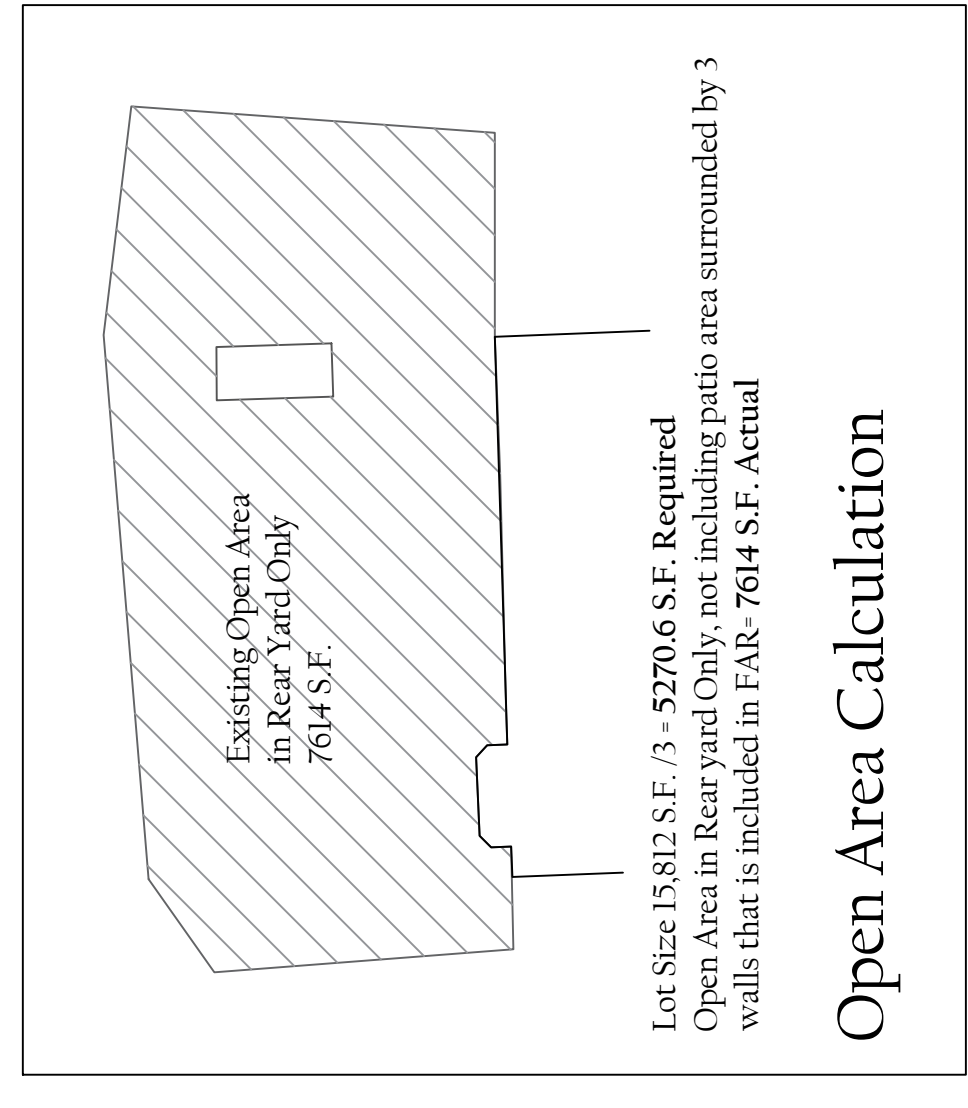 Existing Open Area
in Rear Yard Only
7614 S.F.
Lot Size 15,812 S.F. /3 = 5270.6 S.F. Required
Open Area in Rear yard Only, not including patio area surrounded by 3
walls that is included in FAR= 7614 S.F. Actual
Open Area Calculation